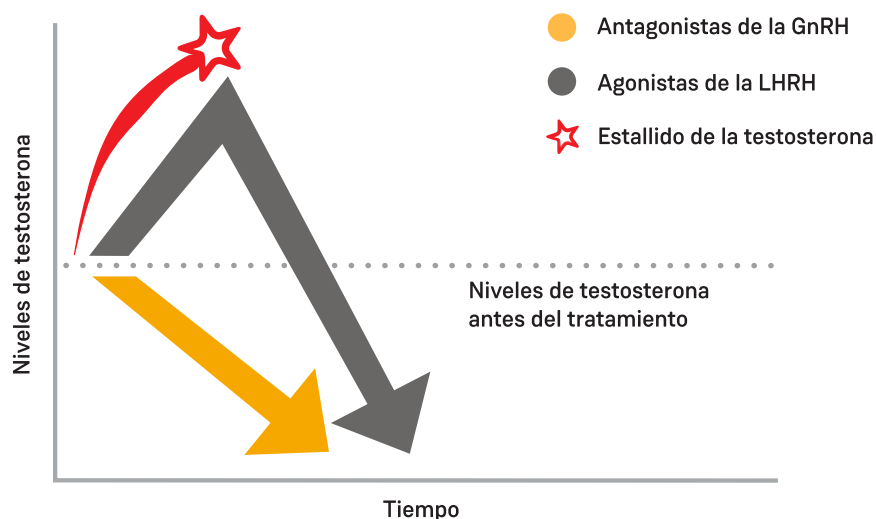 Antagonistas de la GnRH
Agonistas de la LHRH
Estallido de la testosterona
Niveles de testosterona
Niveles de testosterona
antes del tratamiento
Tiempo